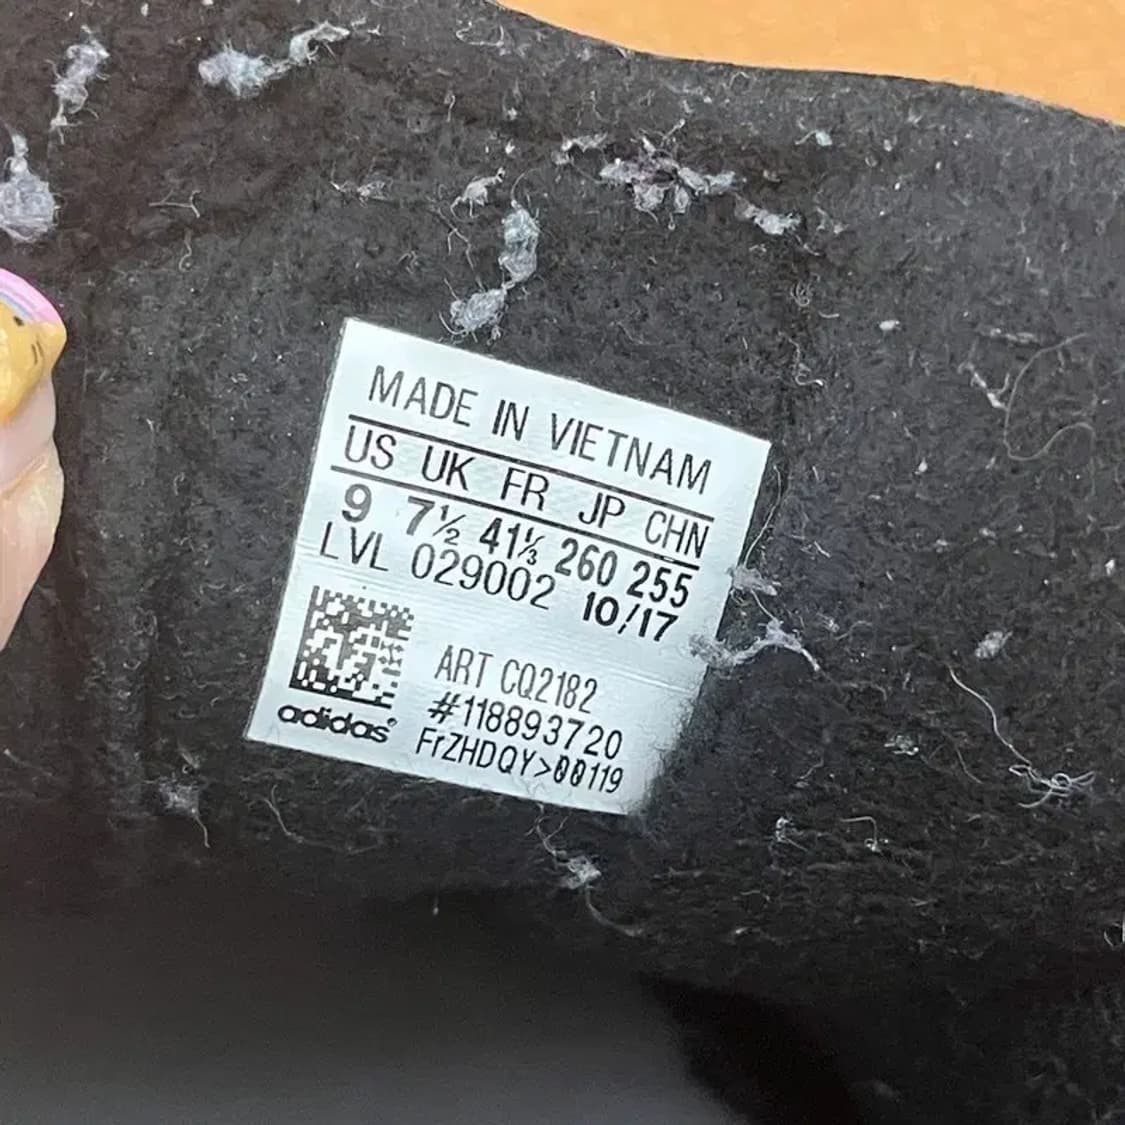 MADE IN VIETNAM
US UK FR JP CHN
9 7½ 41⅓ 260 255
LVL 029002 10/17
ART CQ2182
#118893720
adidas® FrZHDQY>00119